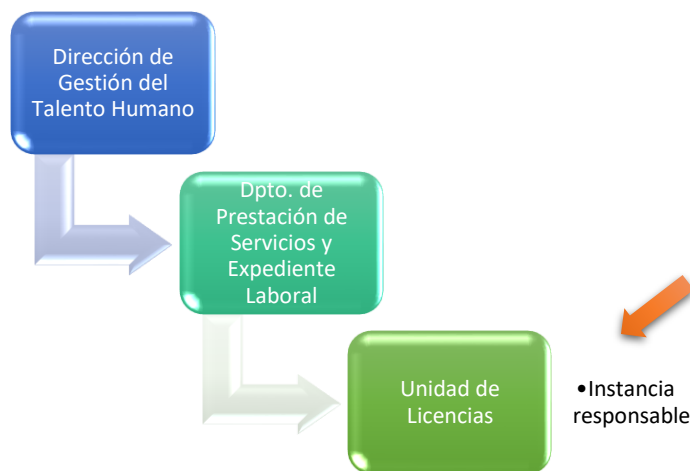 Dirección de
Gestión del
Talento Humano
Dpto. de
Prestación de
Servicios y
Expediente
Laboral
Unidad de
Licencias
•Instancia
responsable